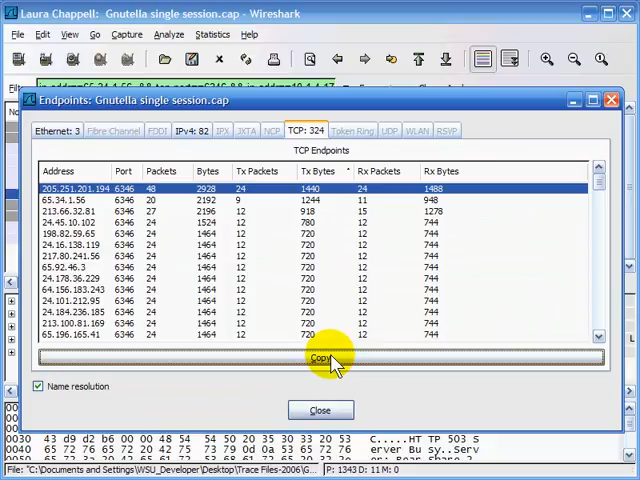 Laura Chappell: Gnutella single session.cap - Wireshark
File Edit View Go Capture Analyze Statistics Help
Endpoints: Gnutella single session.cap
Ethernet: 3 Fibre Channel FDDI IPv4: 82 IPX JXTA NCP TCP: 324 Token Ring UDP WLAN RSVP
TCP Endpoints
Address Port Packets Bytes Tx Packets Tx Bytes Rx Packets Rx Bytes
205.251.201.194 6346 48 2928 24 1440 24 1488
65.34.1.56 6346 20 2192 9 1244 11 948
213.66.32.81 6346 27 2196 12 918 15 1278
24.45.10.102 6346 24 1524 12 780 12 744
198.82.59.65 6346 24 1464 12 720 12 744
24.16.138.119 6346 24 1464 12 720 12 744
217.80.241.56 6346 24 1464 12 720 12 744
65.92.46.3 6346 24 1464 12 720 12 744
24.178.36.229 6346 24 1464 12 720 12 744
64.156.183.243 6346 24 1464 12 720 12 744
24.101.212.95 6346 24 1464 12 720 12 744
24.184.236.185 6346 24 1464 12 720 12 744
213.100.81.169 6346 24 1464 12 720 12 744
65.196.165.41 6346 24 1464 12 720 12 744
Copy
Name resolution
Close
0030 43 d9 d2 b6 00 00 48 54 54 50 20 35 30 33 20 53 C.....HT TP 503 S
65 72 76 65 72 20 42 75 73 79 0d 0a 53 65 72 76 erver Bu sy..Serv
File: "C:\Documents and Settings\WSU_Developer\Desktop\Trace Files-2006\G... P: 1343 D: 11 M: 0